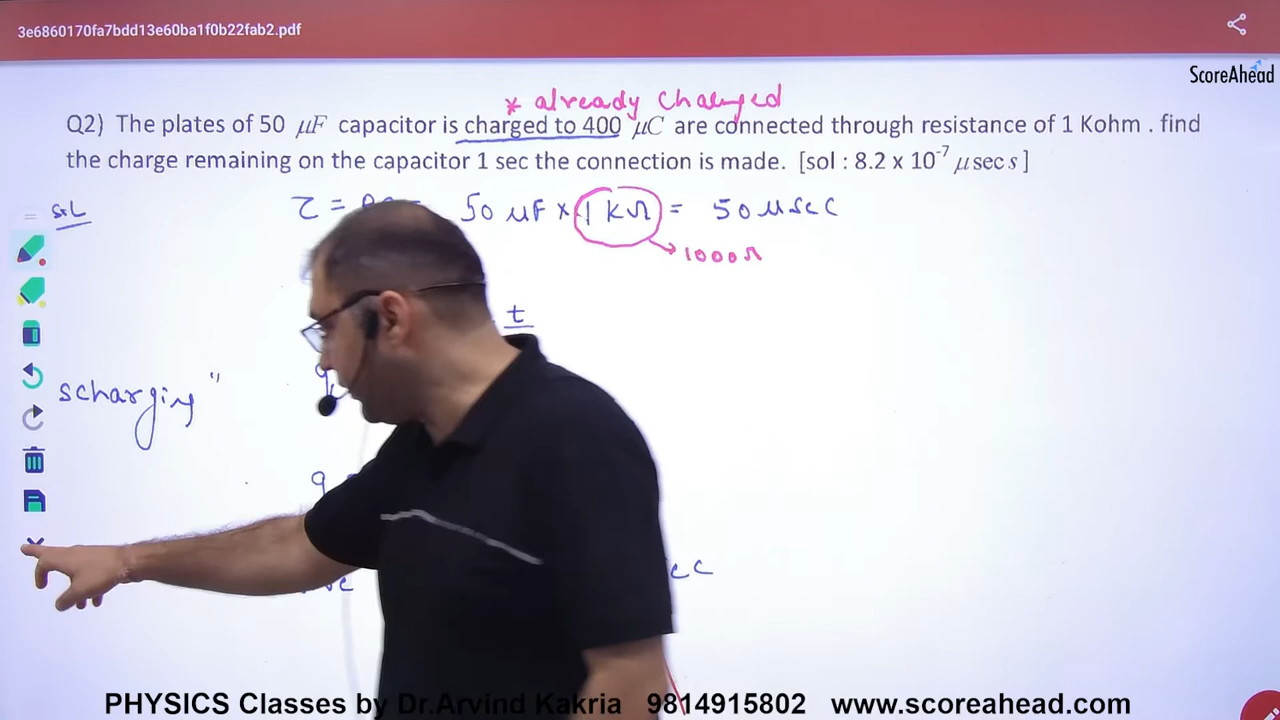 3e6860170fa7bdd13e60ba1f0b22fab2.pdf
ScoreAhead
* already Charged
Q2) The plates of 50 μF capacitor is charged to 400 μC are connected through resistance of 1 Kohm . find
the charge remaining on the capacitor 1 sec the connection is made. [sol : 8.2 x 10⁻⁷ μ sec s ]
sol τ = 50 μF × 1 kΩ = 50 μsec
→ 1000Ω
t
scharging "
q
q
PHYSICS Classes by Dr.Arvind Kakria 9814915802 www.scoreahead.com